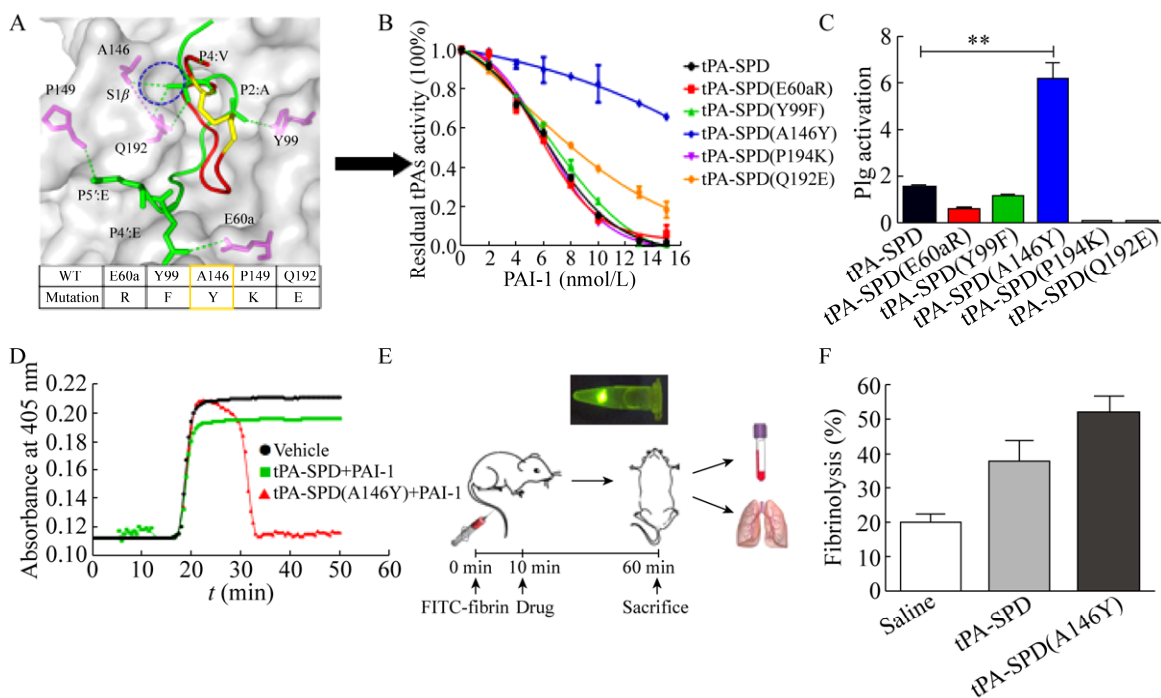 A
A146
P4:V
P149
S1β
P2:A
Q192
Y99
P5′:E
P4′:E
E60a
WT E60a Y99 A146 P149 Q192
Mutation R F Y K E
B
Residual tPAs activity (100%)
1.0
0.8
0.6
0.4
0.2
0.0
0 2 4 6 8 10 12 14 16
PAI-1 (nmol/L)
tPA-SPD
tPA-SPD(E60aR)
tPA-SPD(Y99F)
tPA-SPD(A146Y)
tPA-SPD(P194K)
tPA-SPD(Q192E)
C
Plg activation
8
6
4
2
0
**
tPA-SPD
tPA-SPD(E60aR)
tPA-SPD(Y99F)
tPA-SPD(A146Y)
tPA-SPD(P194K)
tPA-SPD(Q192E)
D
Absorbance at 405 nm
0.22
0.20
0.18
0.16
0.14
0.12
0.10
0 10 20 30 40 50 60
t (min)
Vehicle
tPA-SPD+PAI-1
tPA-SPD(A146Y)+PAI-1
E
0 min 10 min 60 min
FITC-fibrin Drug Sacrifice
F
Fibrinolysis (%)
60
50
40
30
20
10
0
Saline
tPA-SPD
tPA-SPD(A146Y)